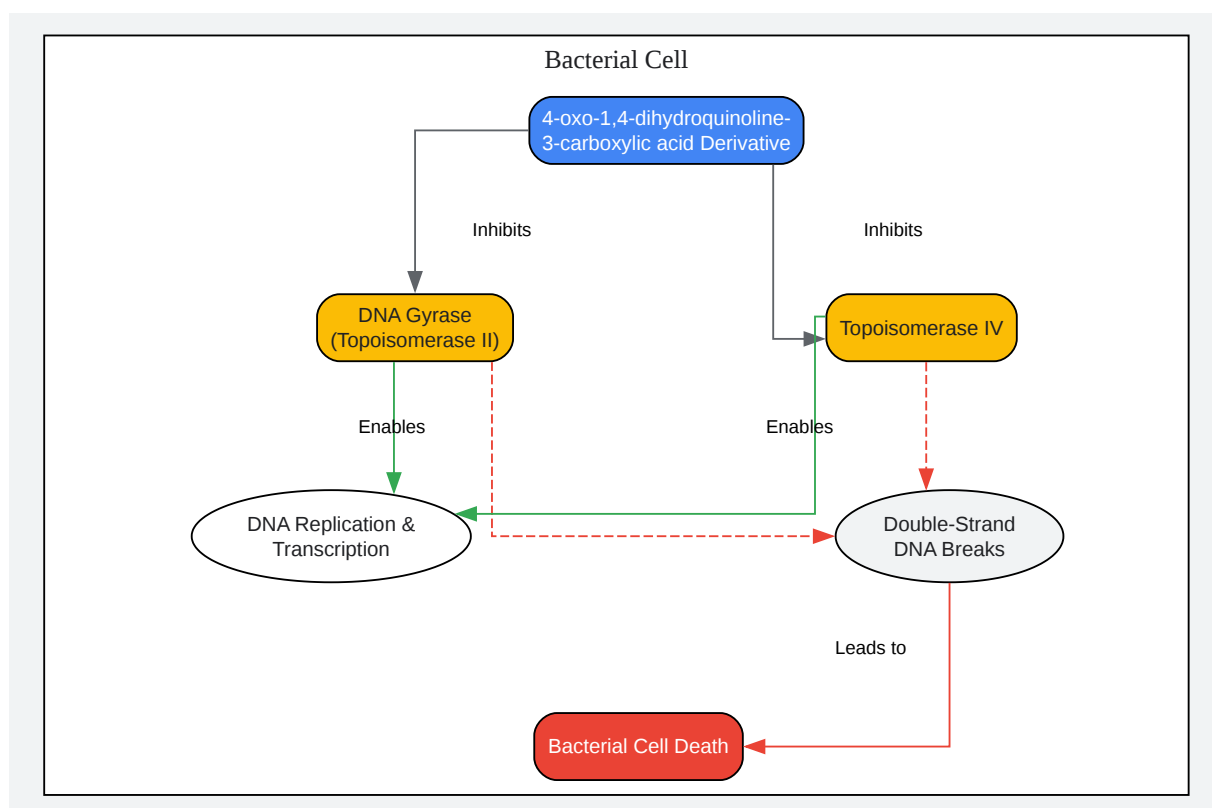 Bacterial Cell
4-oxo-1,4-dihydroquinoline-
3-carboxylic acid Derivative
Inhibits
Inhibits
DNA Gyrase
(Topoisomerase II)
Topoisomerase IV
Enables
Enables
DNA Replication &
Transcription
Double-Strand
DNA Breaks
Leads to
Bacterial Cell Death